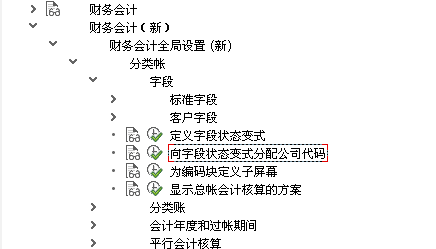 财务会计
财务会计（新）
财务会计全局设置 (新)
分类帐
字段
标准字段
客户字段
定义字段状态变式
向字段状态变式分配公司代码
为编码块定义子屏幕
显示总帐会计核算的方案
分类账
会计年度和过帐期间
平行会计核算